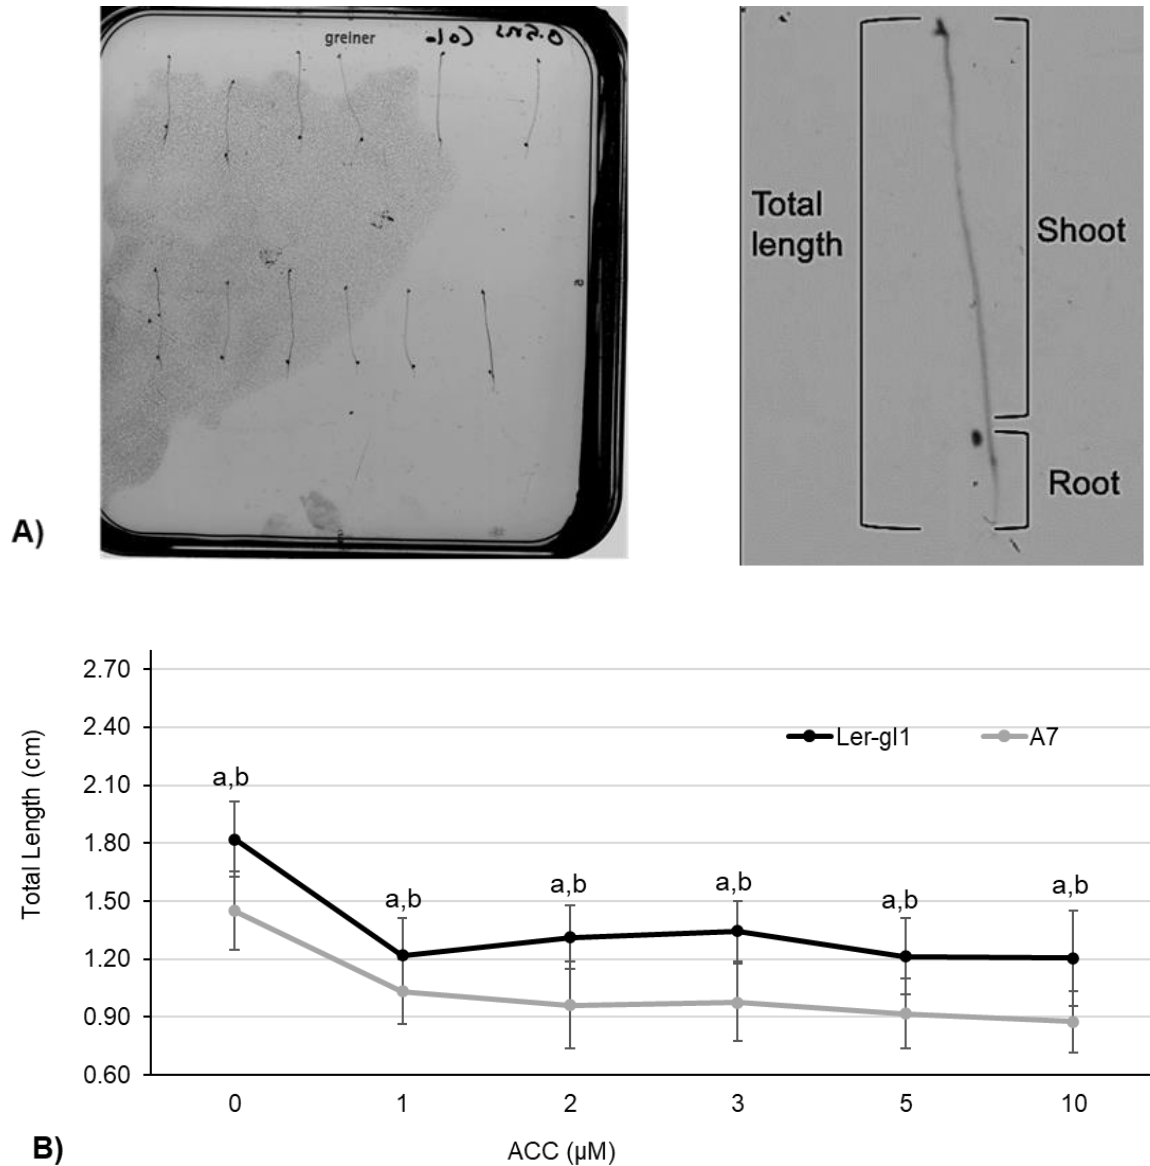 greiner
Col-
0.5MS
Total
length
Shoot
Root
A)
2.70
2.40
2.10
1.80
1.50
1.20
0.90
0.60
Total Length (cm)
Ler-gl1
A7
a,b
a,b
a,b
a,b
a,b
a,b
0
1
2
3
5
10
ACC (µM)
B)